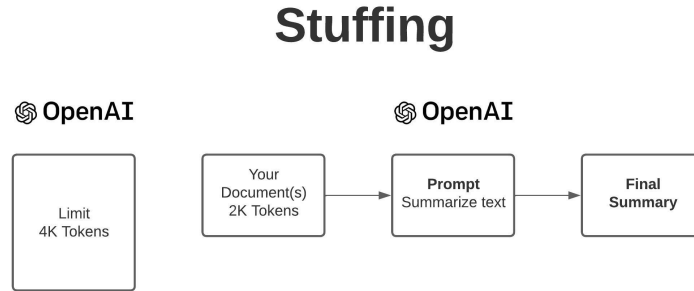 Stuffing
OpenAI
OpenAI
Limit
4K Tokens
Your
Document(s)
2K Tokens
Prompt
Summarize text
Final
Summary